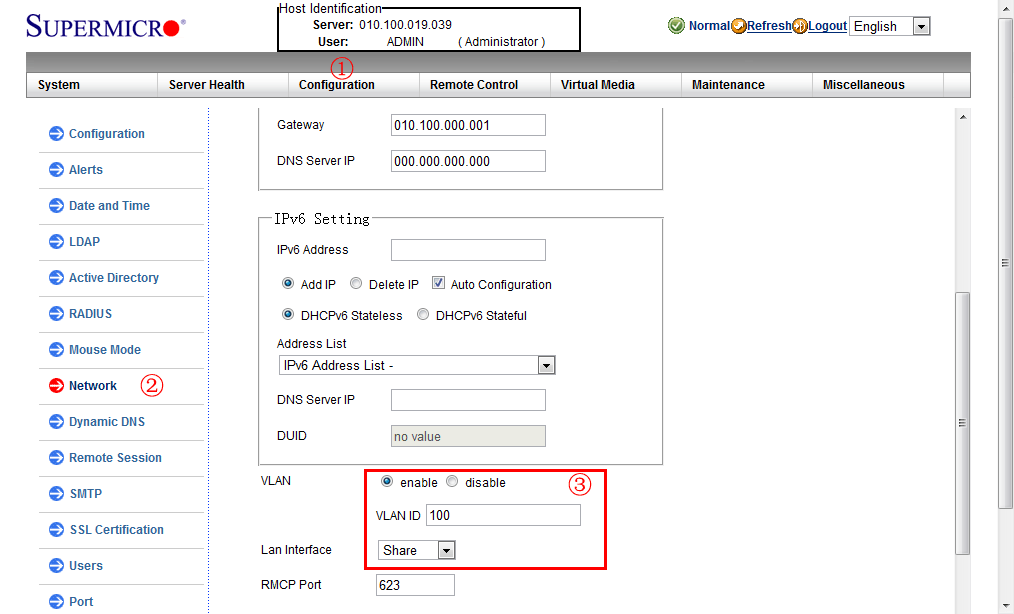 SUPERMICRO®
Host Identification
Server: 010.100.019.039
User: ADMIN ( Administrator )
Normal Refresh Logout English
①
System Server Health Configuration Remote Control Virtual Media Maintenance Miscellaneous
Configuration
Alerts
Date and Time
LDAP
Active Directory
RADIUS
Mouse Mode
Network ②
Dynamic DNS
Remote Session
SMTP
SSL Certification
Users
Port
Gateway 010.100.000.001
DNS Server IP 000.000.000.000
IPv6 Setting
IPv6 Address
Add IP Delete IP Auto Configuration
DHCPv6 Stateless DHCPv6 Stateful
Address List
IPv6 Address List -
DNS Server IP
DUID no value
VLAN enable disable ③
VLAN ID 100
Lan Interface Share
RMCP Port 623